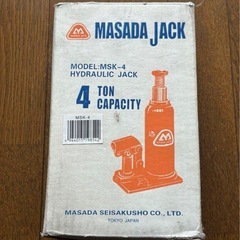 MASADA JACK
MODEL:MSK-4
HYDRAULIC JACK
4 TON
CAPACITY
MSK-4
MASADA SEISAKUSHO CO., LTD.
TOKYO JAPAN